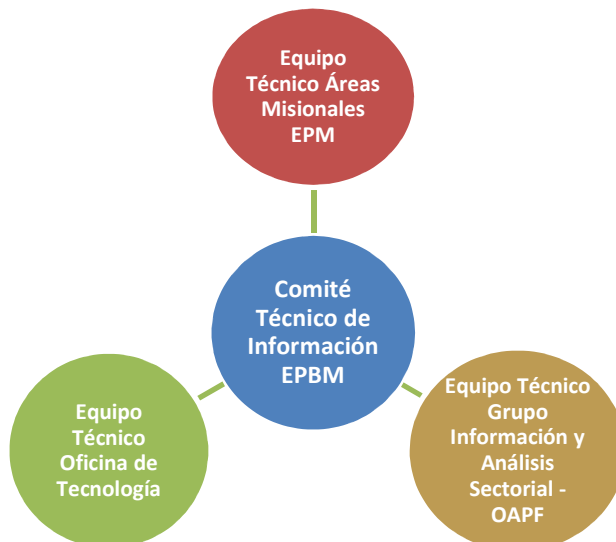 Equipo
Técnico Áreas
Misionales
EPM
Comité
Técnico de
Información
EPBM
Equipo
Técnico
Oficina de
Tecnología
Equipo Técnico
Grupo
Información y
Análisis
Sectorial -
OAPF